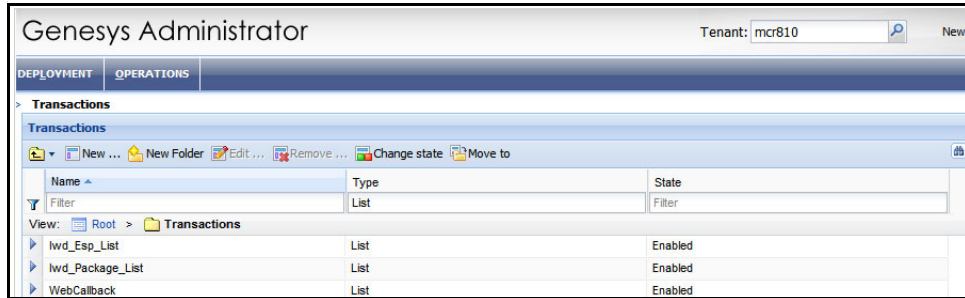 Genesys Administrator Tenant: mcr810 New
DEPLOYMENT OPERATIONS
> Transactions
Transactions
New ... New Folder Edit ... Remove ... Change state Move to
Name Type State
Filter List Filter
View: Root > Transactions
Iwd_Esp_List List Enabled
Iwd_Package_List List Enabled
WebCallback List Enabled